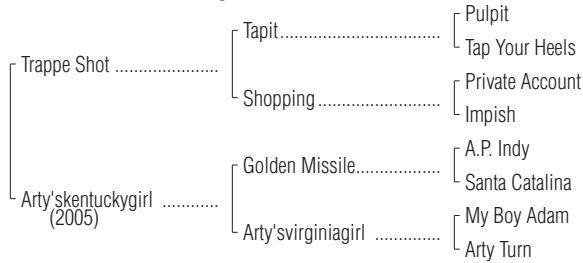 Pulpit
Tapit
Tap Your Heels
Trappe Shot
Private Account
Shopping
Impish
A.P. Indy
Golden Missile
Santa Catalina
Arty'skentuckygirl
(2005)
My Boy Adam
Arty'svirginiagirl
Arty Turn